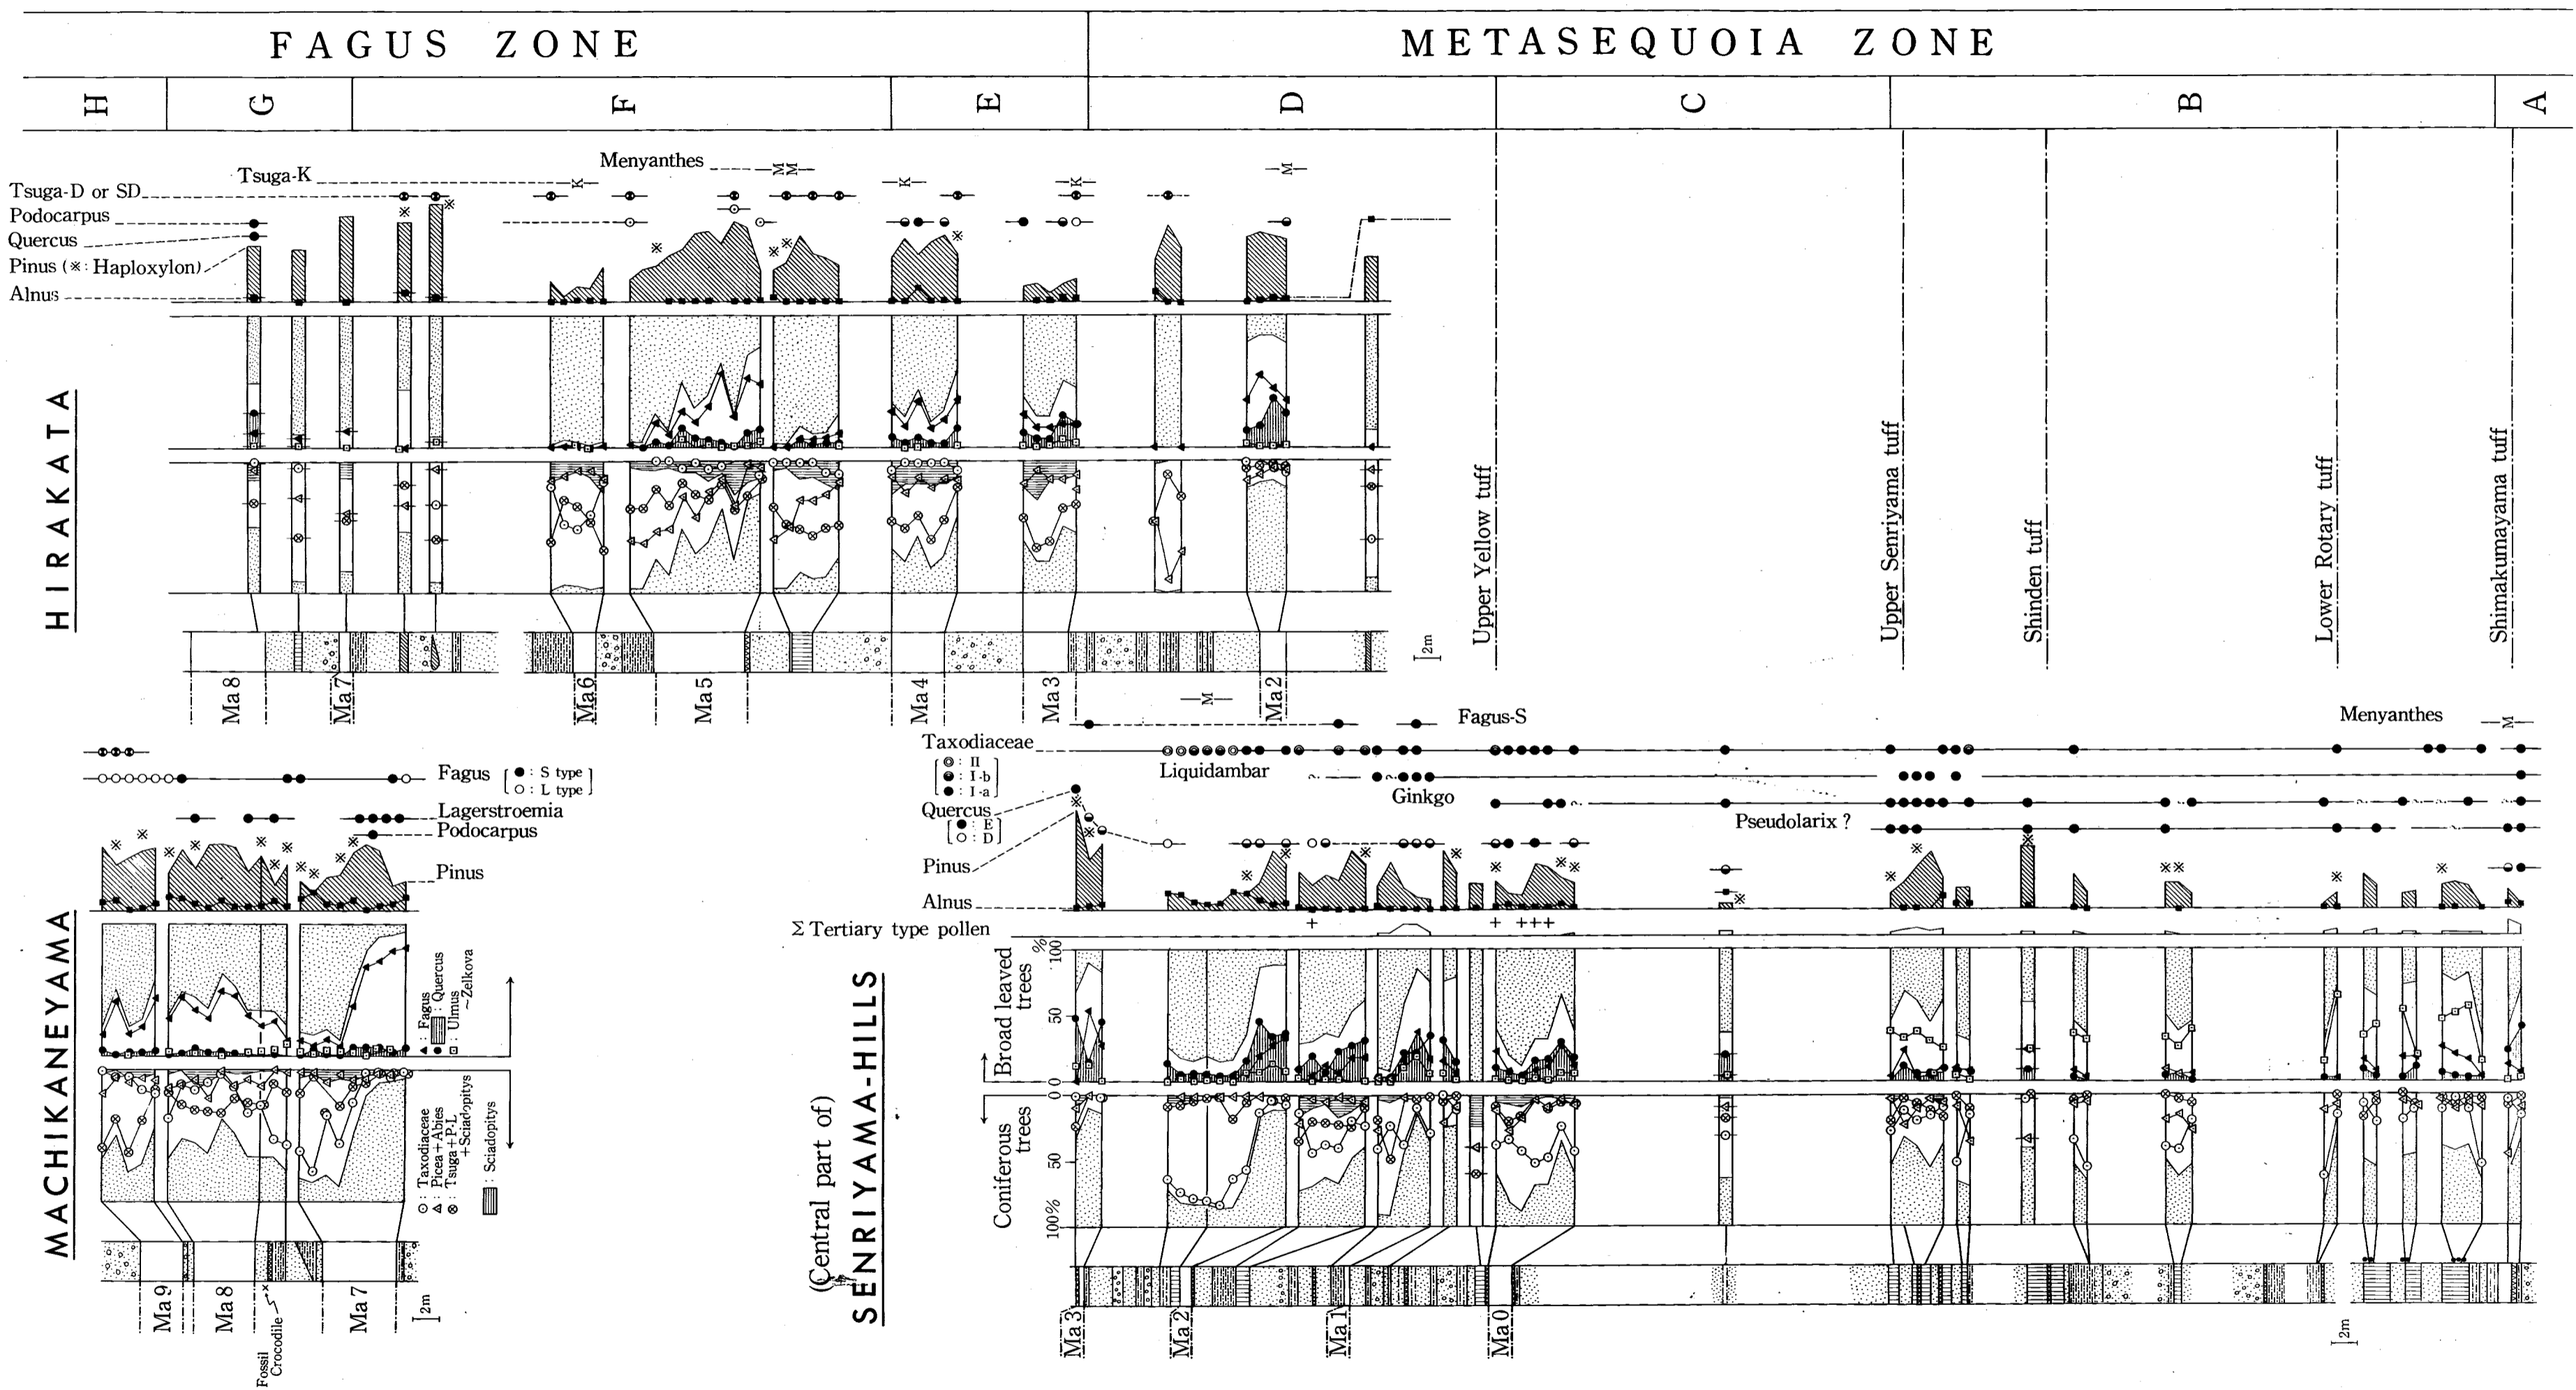 FAGUS ZONE
METASEQUOIA ZONE
H
G
F
E
D
C
B
A
Menyanthes
M M
M
Tsuga-K
K
K
K
Tsuga-D or SD
Podocarpus
Quercus
Pinus (※: Haploxylon)
Alnus
HIRAKATA
Upper Yellow tuff
Upper Senriyama tuff
Shinden tuff
Lower Rotary tuff
Shimakumayama tuff
2m
Ma 8
Ma 7
Ma 6
Ma 5
Ma 4
Ma 3
Ma 2
M
Fagus-S
Menyanthes
M
Taxodiaceae
◎: II
I-b
●: I-a
Liquidambar
Ginkgo
Pseudolarix ?
Quercus
●: E
○: D
Pinus
Alnus
Σ Tertiary type pollen
Fagus
●: S type
○: L type
Lagerstroemia
Podocarpus
Pinus
MACHIKANEYAMA
Fagus
: Quercus
: Ulmus
~Zelkova
: Taxodiaceae
: Picea+Abies
: Tsuga+P-L
+Sciadopitys
: Sciadopitys
Ma 9
Ma 8
Ma 7
2m
Fossil
Crocodile
(Central part of)
SENRIYAMA-HILLS
Broad leaved
trees
Coniferous
trees
%
100
50
0
0
50
100%
Ma 3
Ma 2
Ma 1
Ma 0
2m